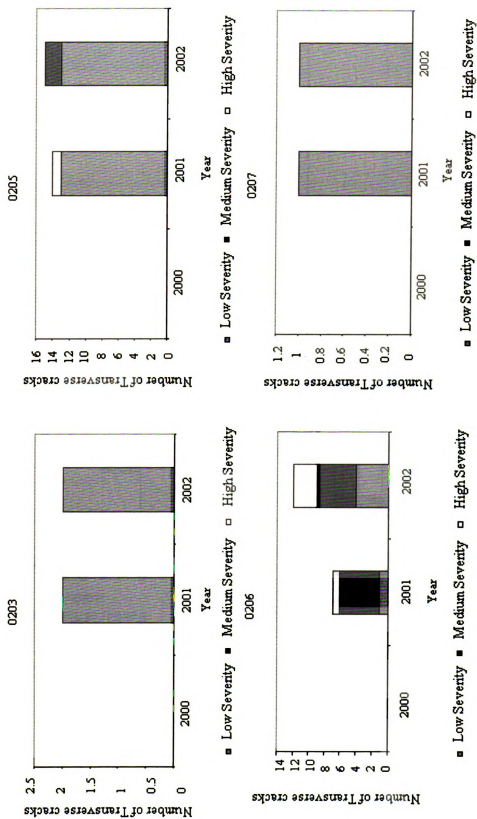 0203
Number of Transverse cracks
2.5
2
1.5
1
0.5
0
2000 2001 2002
Year
■ Low Severity ■ Medium Severity □ High Severity
0205
Number of Transverse cracks
16
14
12
10
8
6
4
2
0
2000 2001 2002
Year
■ Low Severity ■ Medium Severity □ High Severity
0206
Number of Transverse cracks
14
12
10
8
6
4
2
0
2000 2001 2002
Year
■ Low Severity ■ Medium Severity □ High Severity
0207
Number of Transverse cracks
1.2
1
0.8
0.6
0.4
0.2
0
2000 2001 2002
Year
■ Low Severity ■ Medium Severity □ High Severity